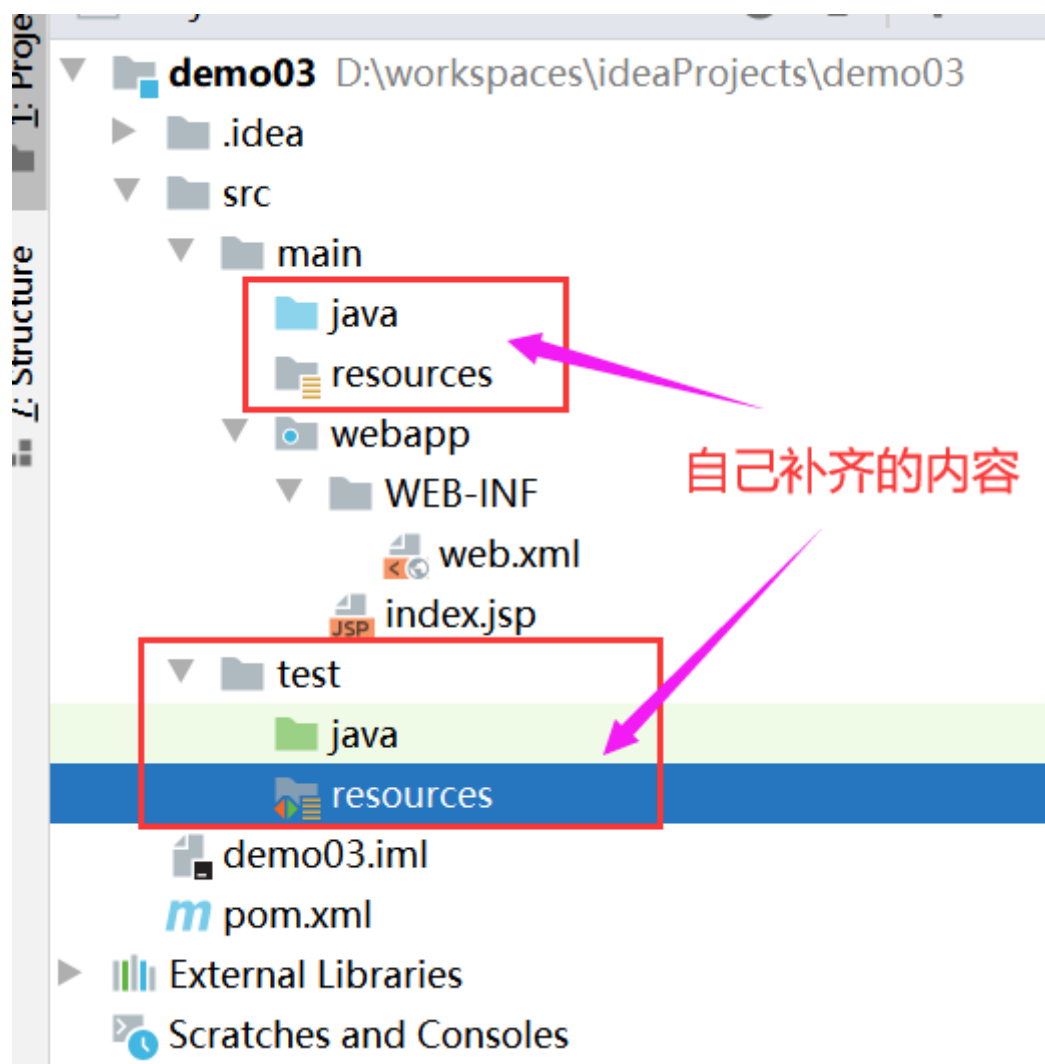 1: Proje
demo03 D:\workspaces\ideaProjects\demo03
.idea
src
main
java
resources
webapp
WEB-INF
web.xml
index.jsp
test
java
resources
demo03.iml
pom.xml
External Libraries
Scratches and Consoles
7: Structure
自己补齐的内容
JSP